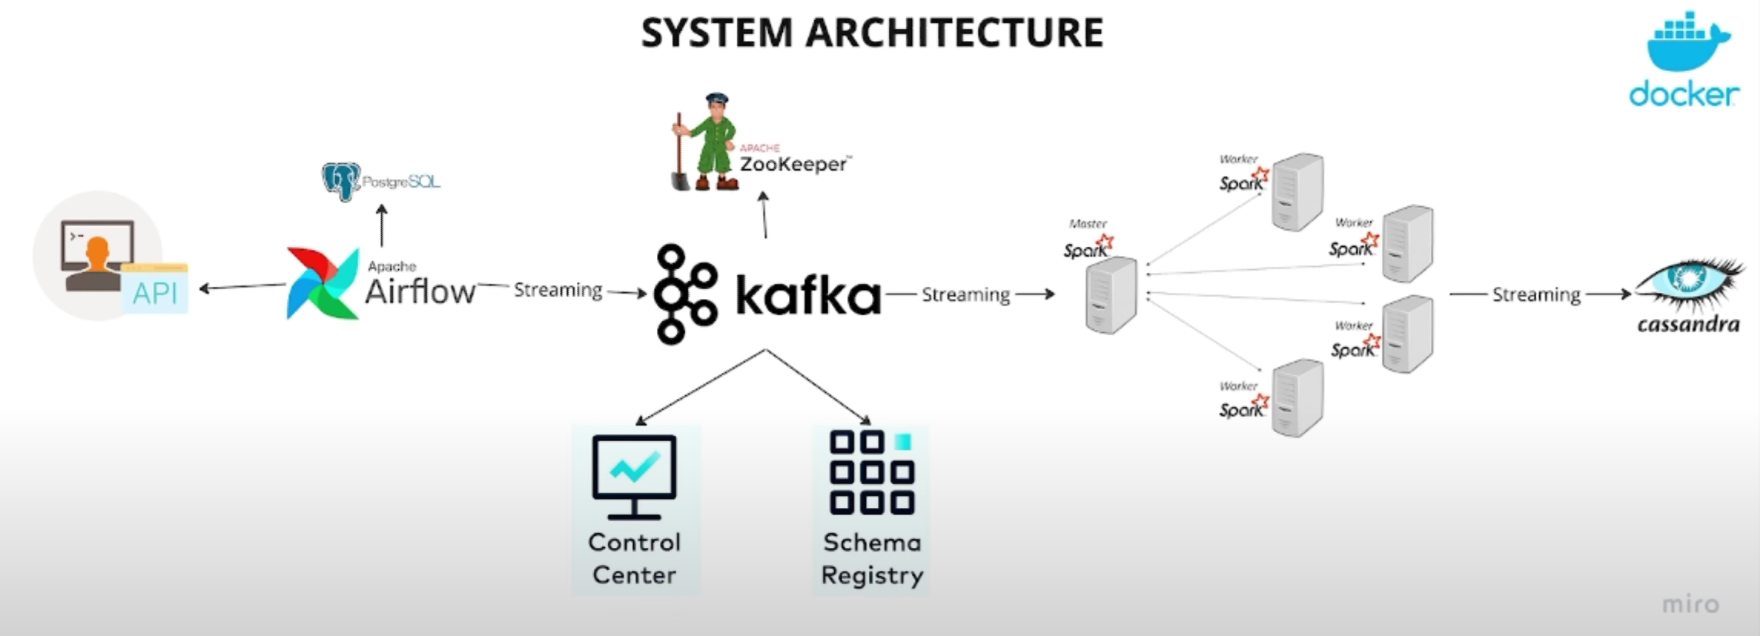 SYSTEM ARCHITECTURE
docker
APACHE
ZooKeeper™
PostgreSQL
>-
API
Apache
Airflow
Streaming
kafka
Streaming
Master
Spark
Worker
Spark
Worker
Spark
Worker
Spark
Worker
Spark
Streaming
cassandra
Control
Center
Schema
Registry
miro